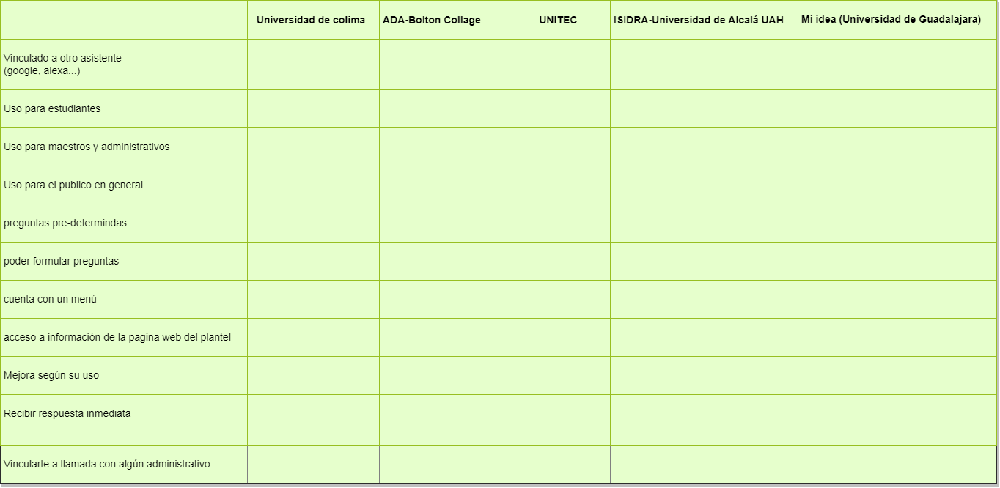 Universidad de colima
ADA-Bolton Collage
UNITEC
ISIDRA-Universidad de Alcalá UAH
Mi idea (Universidad de Guadalajara)
Vinculado a otro asistente
(google, alexa...)
Uso para estudiantes
Uso para maestros y administrativos
Uso para el publico en general
preguntas pre-determindas
poder formular preguntas
cuenta con un menú
acceso a información de la pagina web del plantel
Mejora según su uso
Recibir respuesta inmediata
Vincularte a llamada con algún administrativo.